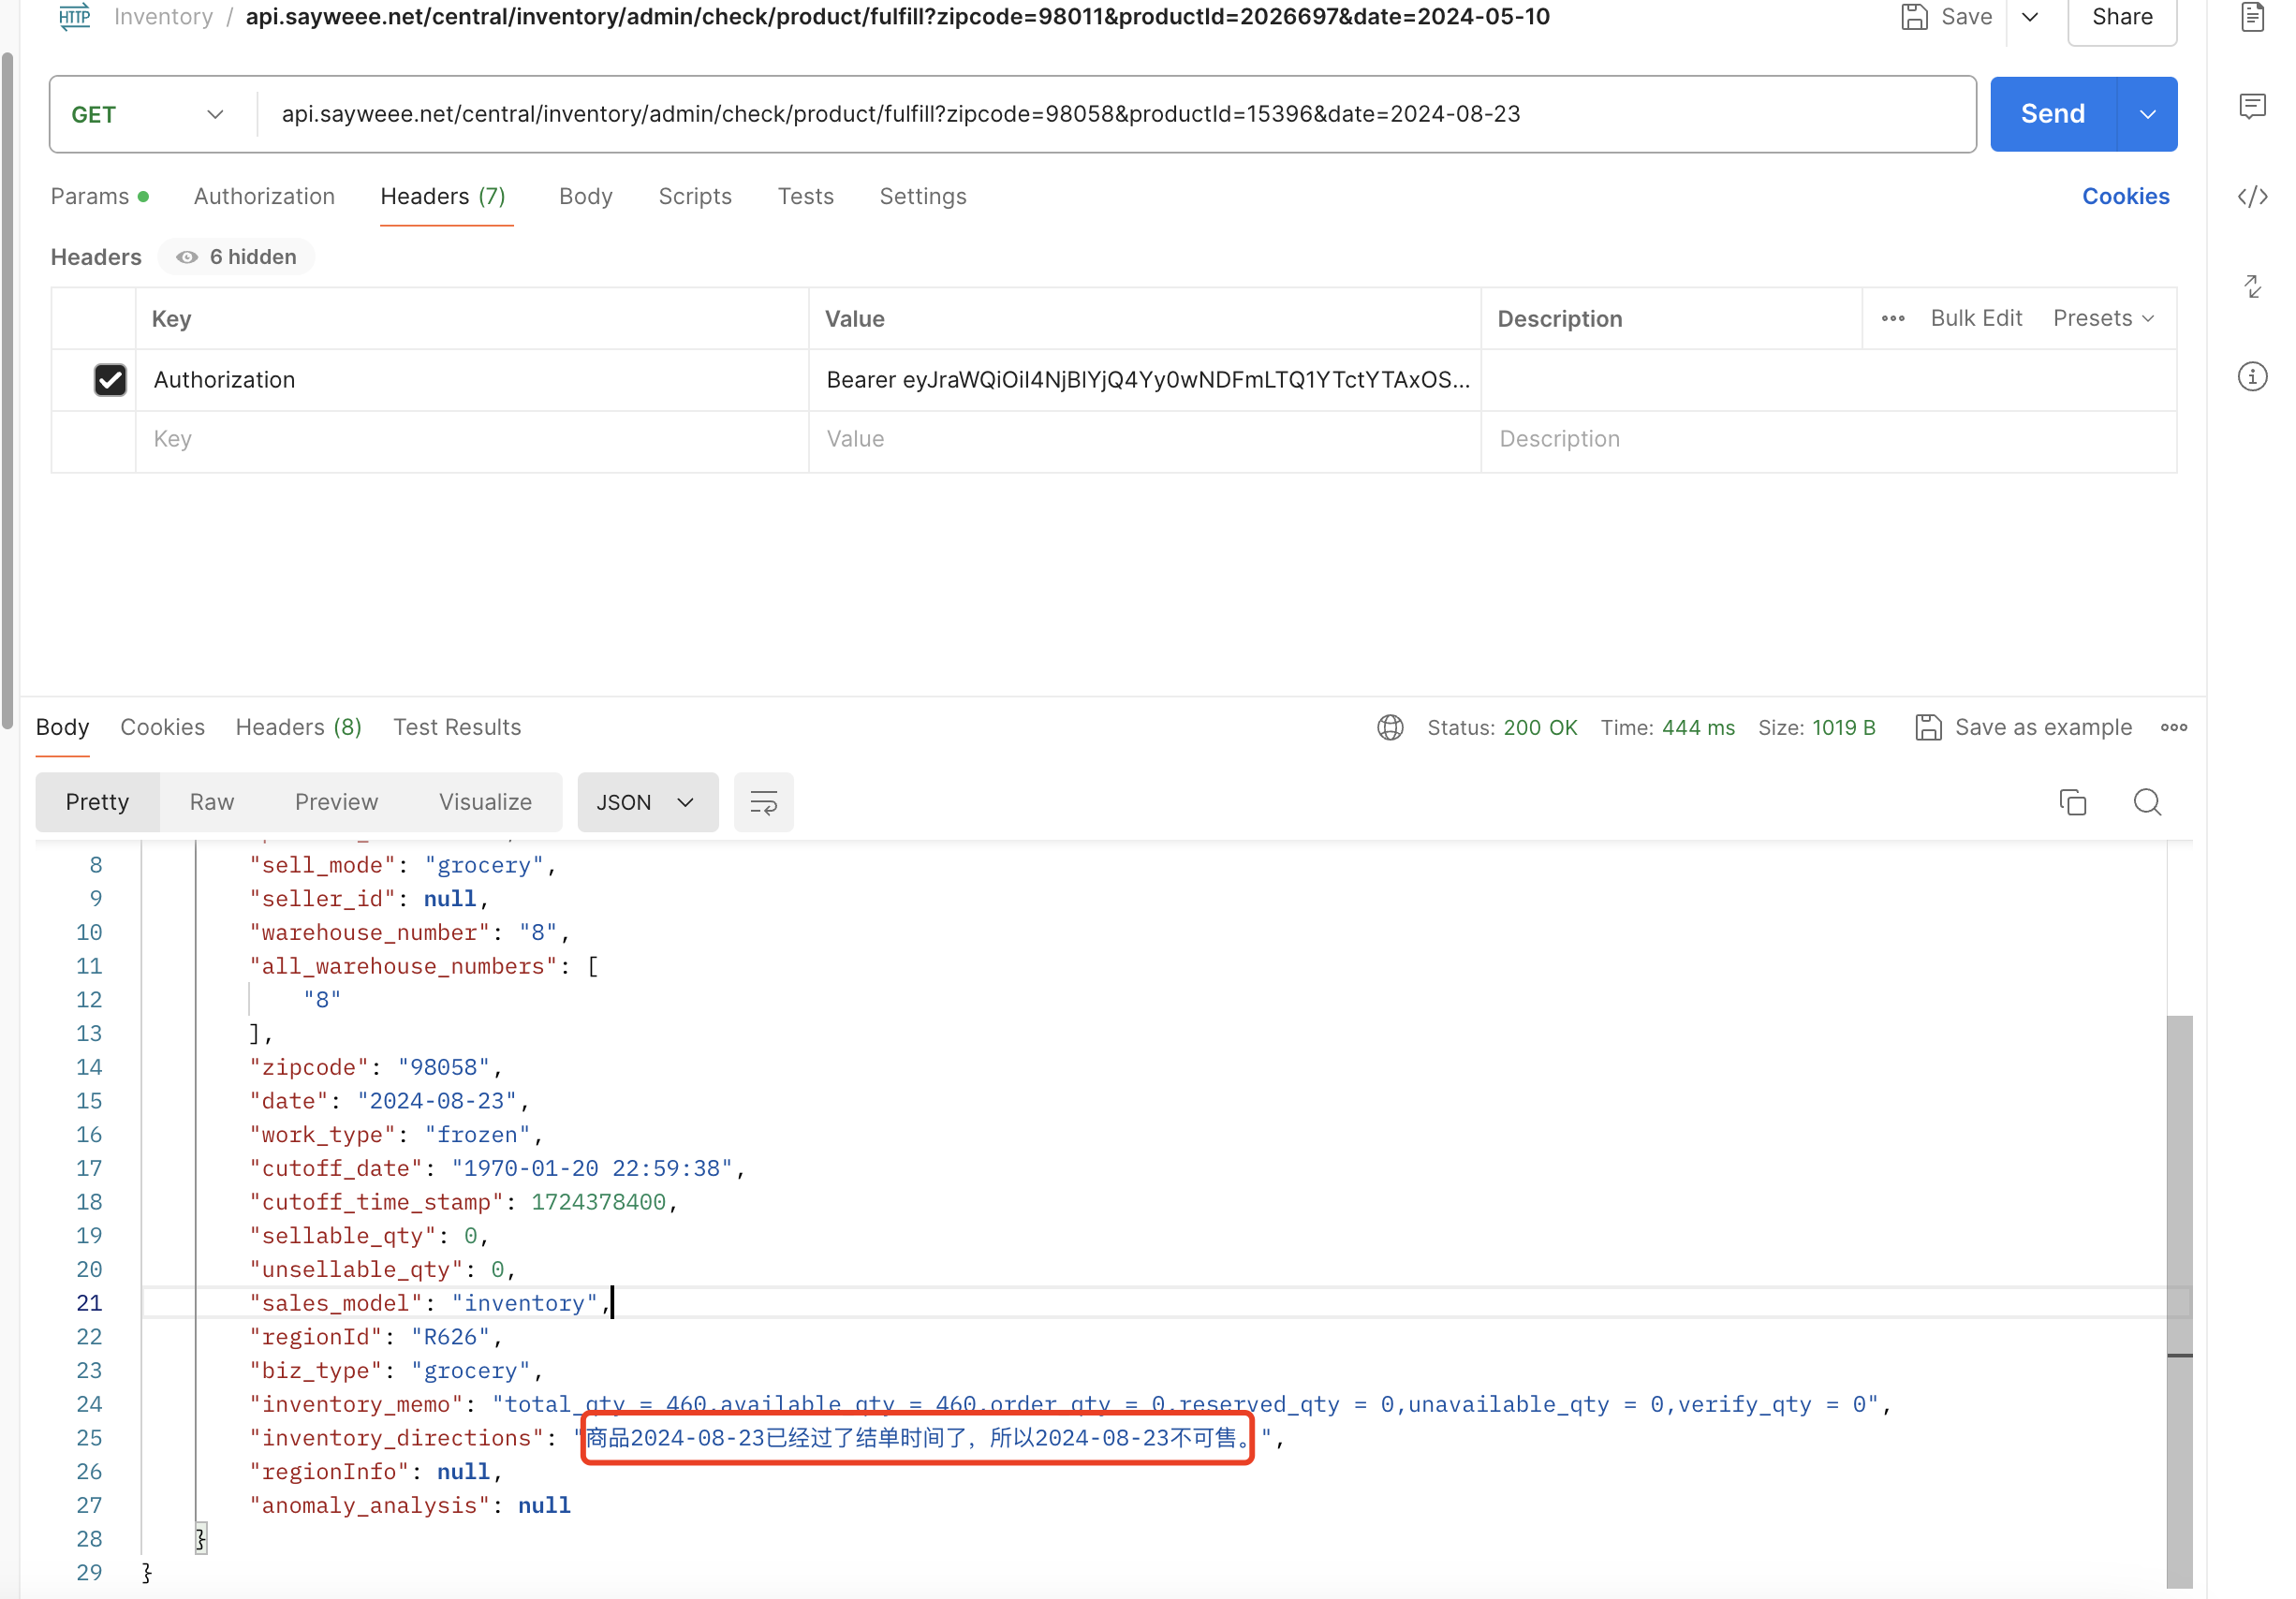 HTTP Inventory / api.sayweee.net/central/inventory/admin/check/product/fulfill?zipcode=98011&productId=2026697&date=2024-05-10 Save Share
GET api.sayweee.net/central/inventory/admin/check/product/fulfill?zipcode=98058&productId=15396&date=2024-08-23 Send
Params Authorization Headers (7) Body Scripts Tests Settings Cookies
Headers 6 hidden
Key Value Description ••• Bulk Edit Presets
Authorization Bearer eyJraWQiOiI4NjBlYjQ4Yy0wNDFmLTQ1YTctYTAxOS...
Key Value Description
Body Cookies Headers (8) Test Results Status: 200 OK Time: 444 ms Size: 1019 B Save as example
Pretty Raw Preview Visualize JSON
8 "sell_mode": "grocery",
9 "seller_id": null,
10 "warehouse_number": "8",
11 "all_warehouse_numbers": [
12 "8"
13 ],
14 "zipcode": "98058",
15 "date": "2024-08-23",
16 "work_type": "frozen",
17 "cutoff_date": "1970-01-20 22:59:38",
18 "cutoff_time_stamp": 1724378400,
19 "sellable_qty": 0,
20 "unsellable_qty": 0,
21 "sales_model": "inventory",
22 "regionId": "R626",
23 "biz_type": "grocery",
24 "inventory_memo": "total_qty = 460,available_qty = 460,order_qty = 0,reserved_qty = 0,unavailable_qty = 0,verify_qty = 0",
25 "inventory_directions": "商品2024-08-23已经过了结单时间了，所以2024-08-23不可售。",
26 "regionInfo": null,
27 "anomaly_analysis": null
28 }
29 }